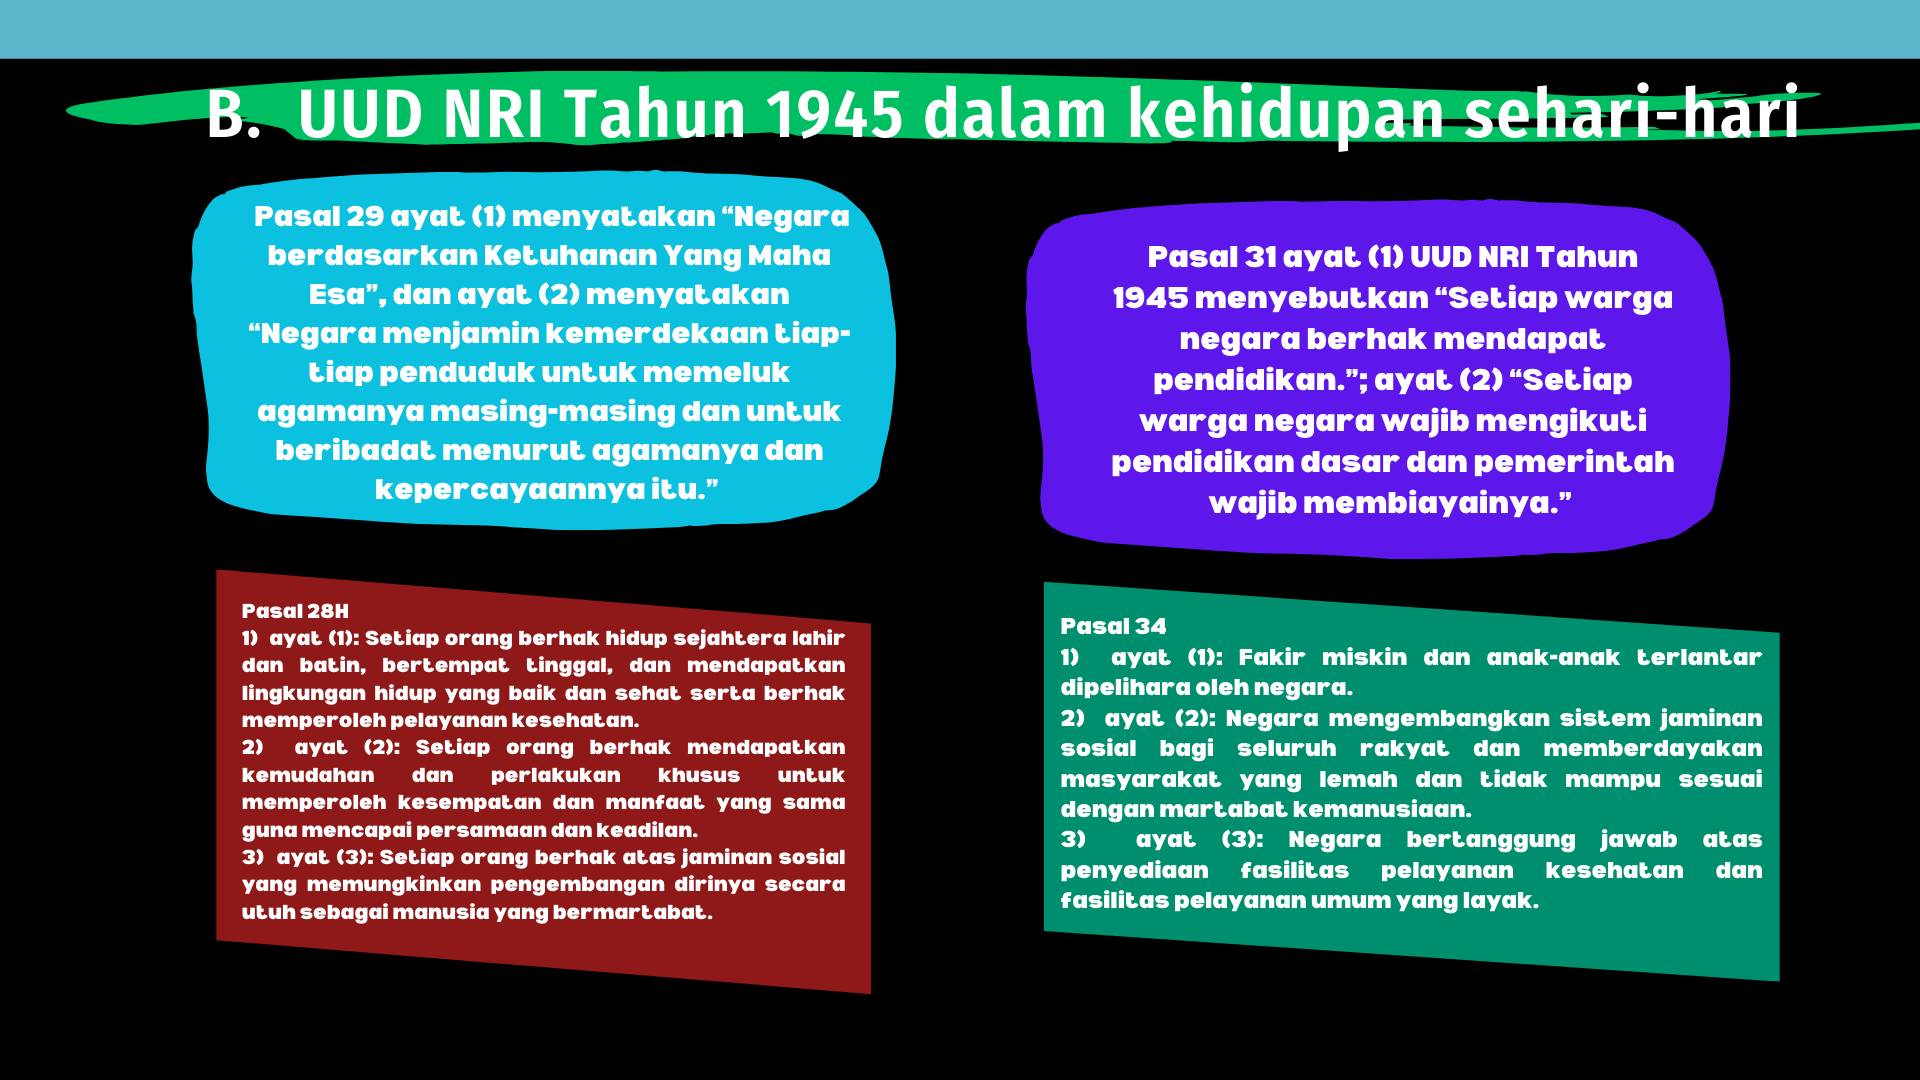 B. UUD NRI Tahun 1945 dalam kehidupan sehari-hari
Pasal 29 ayat (1) menyatakan “Negara
berdasarkan Ketuhanan Yang Maha
Esa”, dan ayat (2) menyatakan
“Negara menjamin kemerdekaan tiap-
tiap penduduk untuk memeluk
agamanya masing-masing dan untuk
beribadat menurut agamanya dan
kepercayaannya itu.”
Pasal 31 ayat (1) UUD NRI Tahun
1945 menyebutkan “Setiap warga
negara berhak mendapat
pendidikan.”; ayat (2) “Setiap
warga negara wajib mengikuti
pendidikan dasar dan pemerintah
wajib membiayainya.”
Pasal 28H
1) ayat (1): Setiap orang berhak hidup sejahtera lahir
dan batin, bertempat tinggal, dan mendapatkan
lingkungan hidup yang baik dan sehat serta berhak
memperoleh pelayanan kesehatan.
2) ayat (2): Setiap orang berhak mendapatkan
kemudahan dan perlakukan khusus untuk
memperoleh kesempatan dan manfaat yang sama
guna mencapai persamaan dan keadilan.
3) ayat (3): Setiap orang berhak atas jaminan sosial
yang memungkinkan pengembangan dirinya secara
utuh sebagai manusia yang bermartabat.
Pasal 34
1) ayat (1): Fakir miskin dan anak-anak terlantar
dipelihara oleh negara.
2) ayat (2): Negara mengembangkan sistem jaminan
sosial bagi seluruh rakyat dan memberdayakan
masyarakat yang lemah dan tidak mampu sesuai
dengan martabat kemanusiaan.
3) ayat (3): Negara bertanggung jawab atas
penyediaan fasilitas pelayanan kesehatan dan
fasilitas pelayanan umum yang layak.